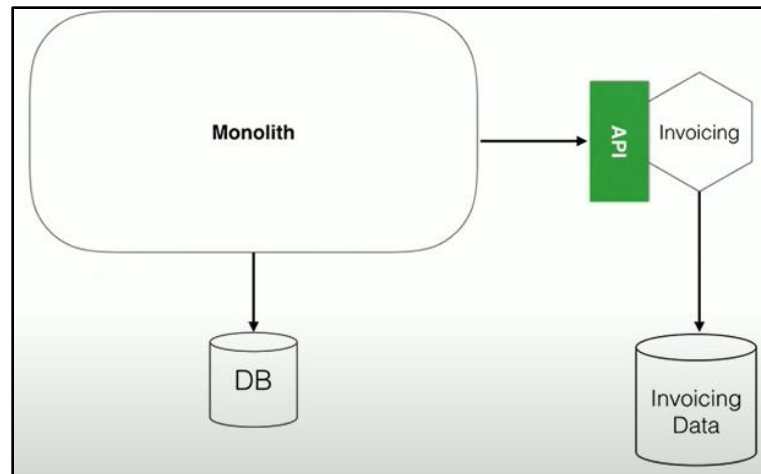 Monolith
API
Invoicing
DB
Invoicing
Data